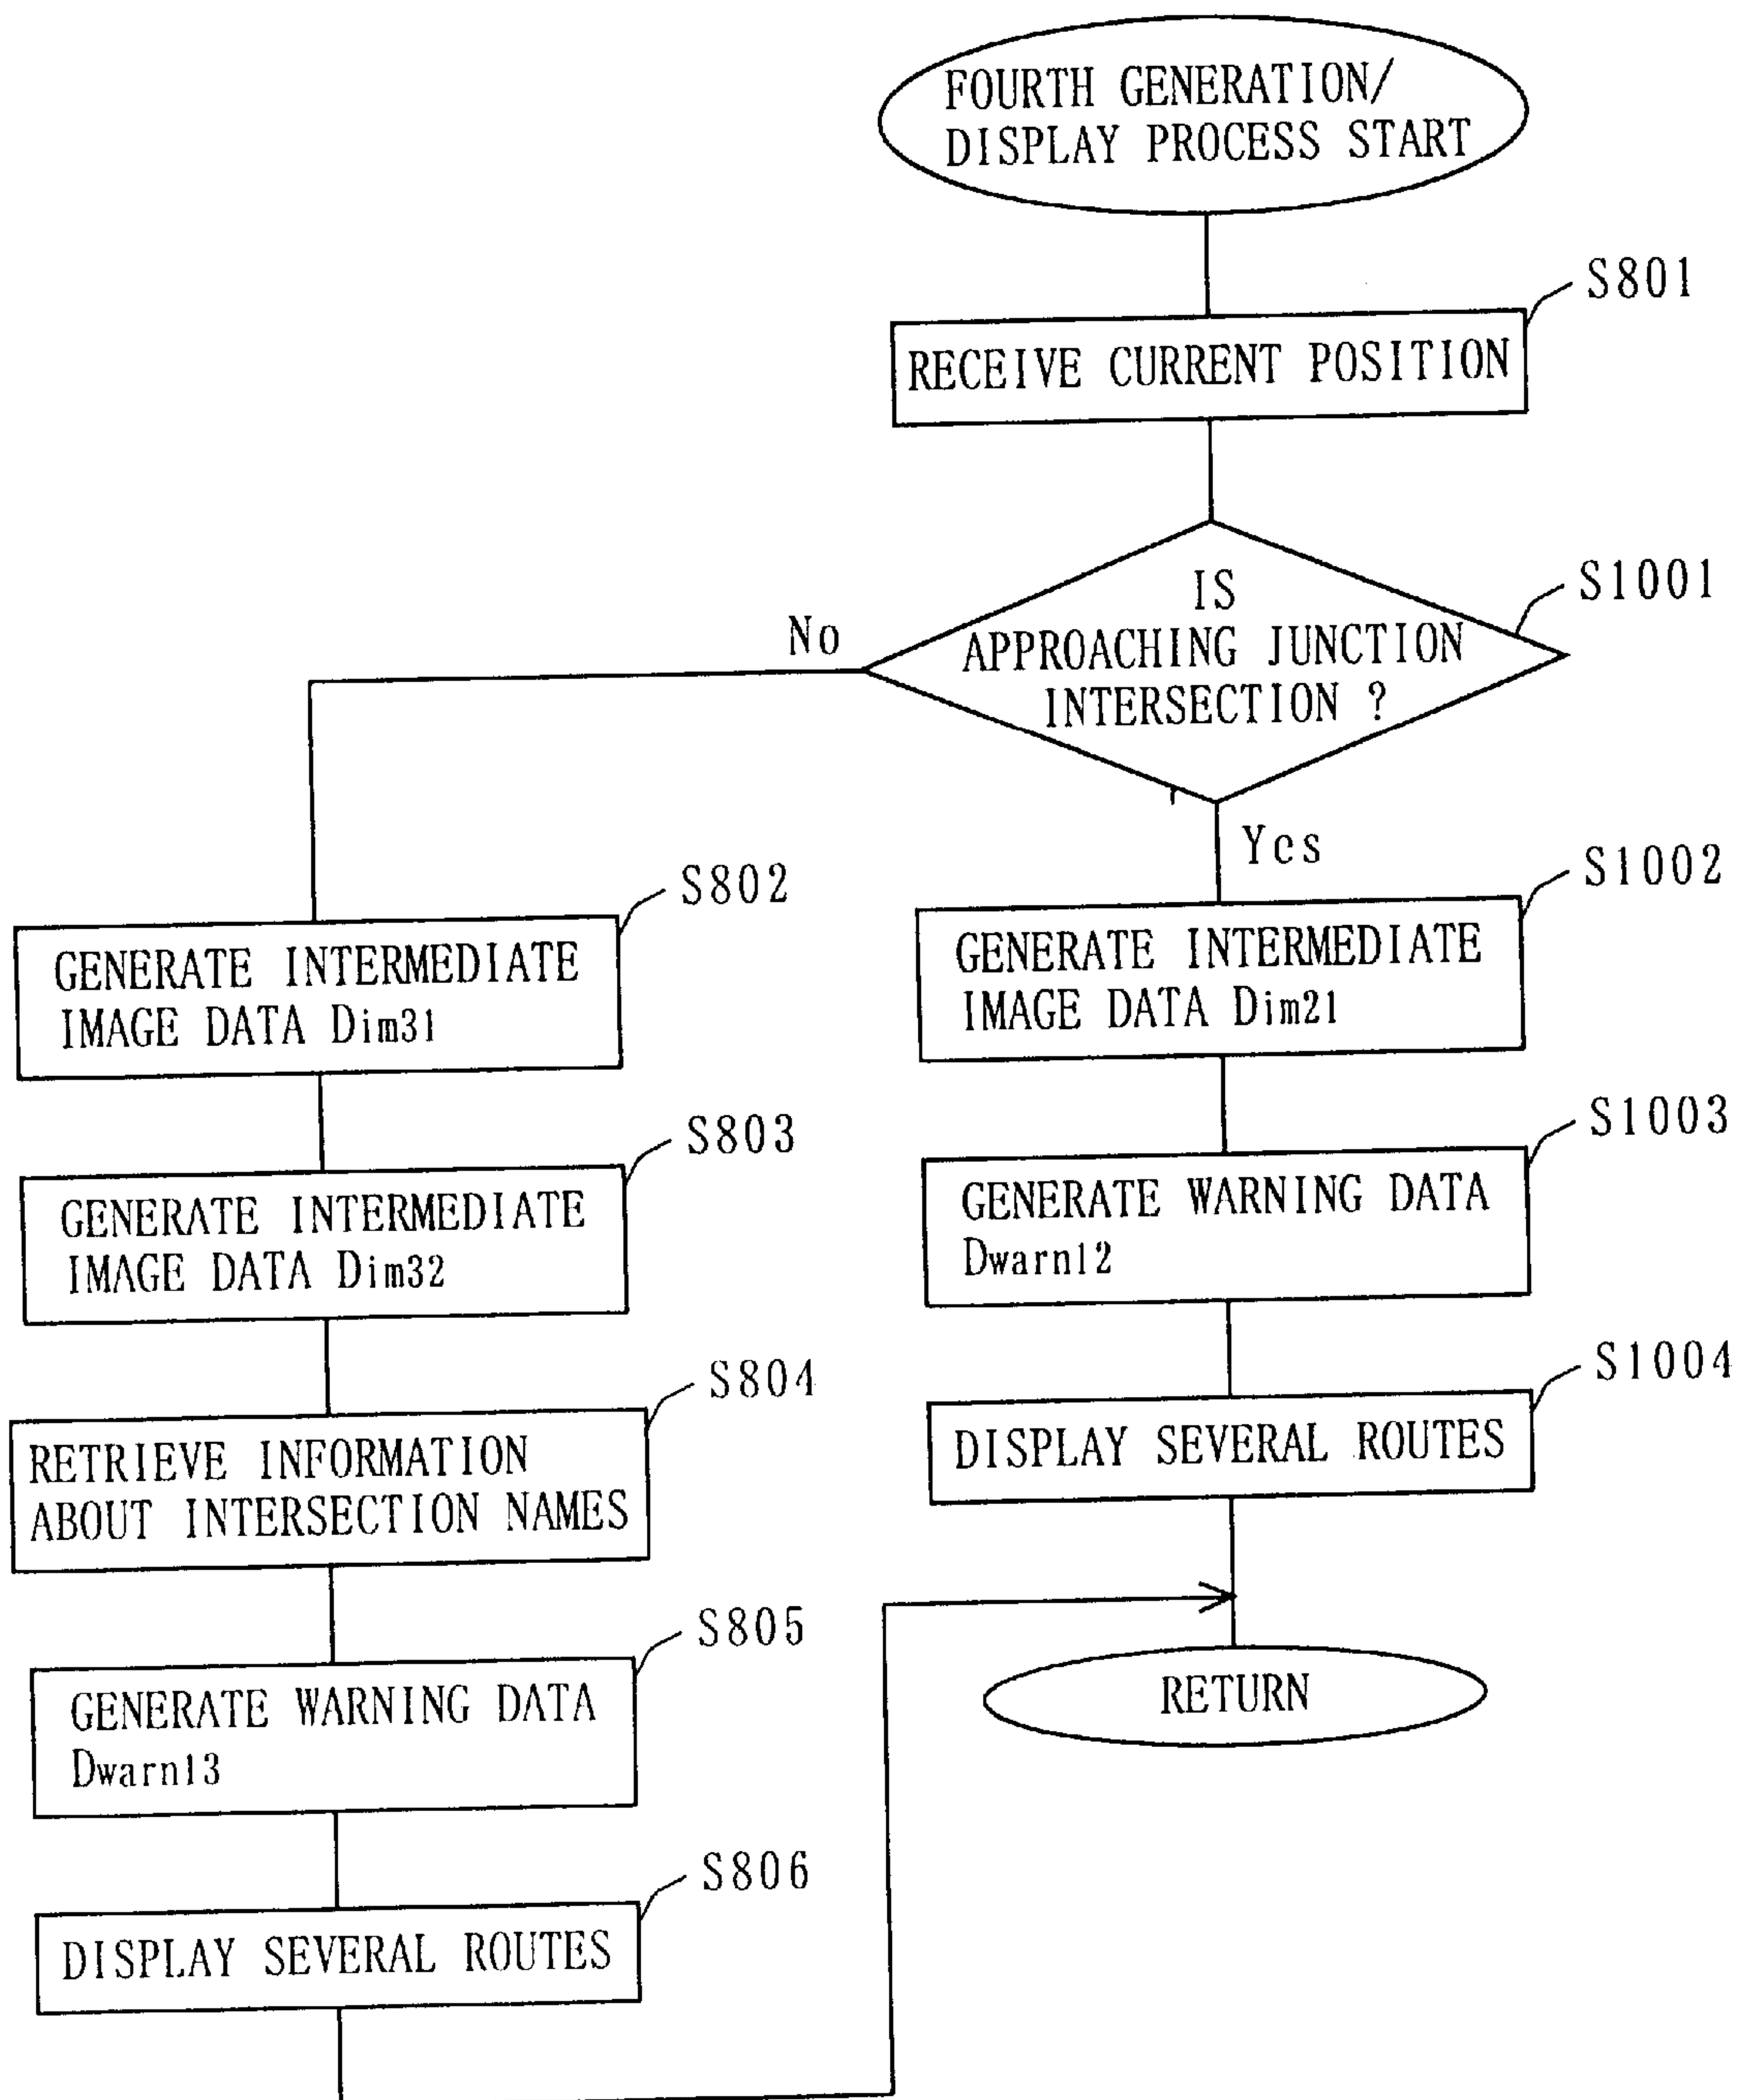 FOURTH GENERATION/
DISPLAY PROCESS START
S801
RECEIVE CURRENT POSITION
S1001
IS
APPROACHING JUNCTION
INTERSECTION ?
No
Yes
S802
GENERATE INTERMEDIATE
IMAGE DATA Dim31
S803
GENERATE INTERMEDIATE
IMAGE DATA Dim32
S804
RETRIEVE INFORMATION
ABOUT INTERSECTION NAMES
S805
GENERATE WARNING DATA
Dwarn13
S806
DISPLAY SEVERAL ROUTES
S1002
GENERATE INTERMEDIATE
IMAGE DATA Dim21
S1003
GENERATE WARNING DATA
Dwarn12
S1004
DISPLAY SEVERAL ROUTES
RETURN